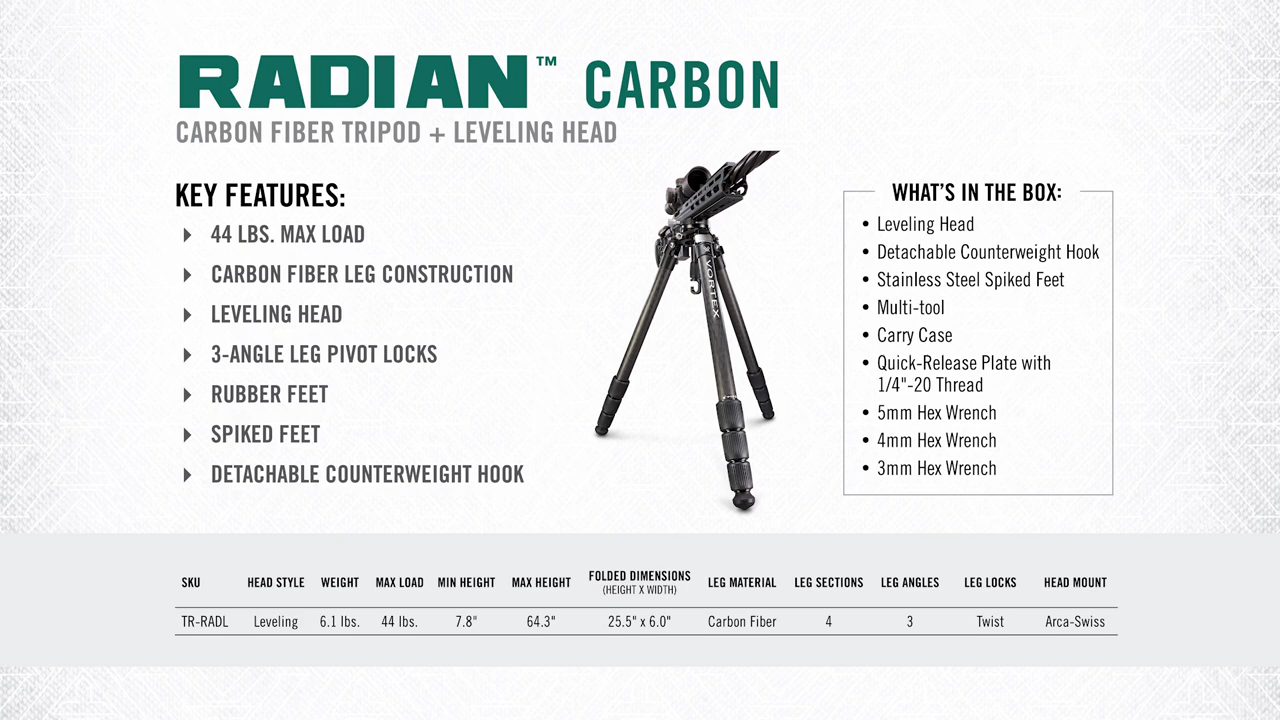 RADIAN™ CARBON
CARBON FIBER TRIPOD + LEVELING HEAD
KEY FEATURES:
44 LBS. MAX LOAD
CARBON FIBER LEG CONSTRUCTION
LEVELING HEAD
3-ANGLE LEG PIVOT LOCKS
RUBBER FEET
SPIKED FEET
DETACHABLE COUNTERWEIGHT HOOK
VORTEX
WHAT'S IN THE BOX:
• Leveling Head
• Detachable Counterweight Hook
• Stainless Steel Spiked Feet
• Multi-tool
• Carry Case
• Quick-Release Plate with
1/4"-20 Thread
• 5mm Hex Wrench
• 4mm Hex Wrench
• 3mm Hex Wrench
SKU HEAD STYLE WEIGHT MAX LOAD MIN HEIGHT MAX HEIGHT FOLDED DIMENSIONS (HEIGHT X WIDTH) LEG MATERIAL LEG SECTIONS LEG ANGLES LEG LOCKS HEAD MOUNT
TR-RADL Leveling 6.1 lbs. 44 lbs. 7.8" 64.3" 25.5" x 6.0" Carbon Fiber 4 3 Twist Arca-Swiss